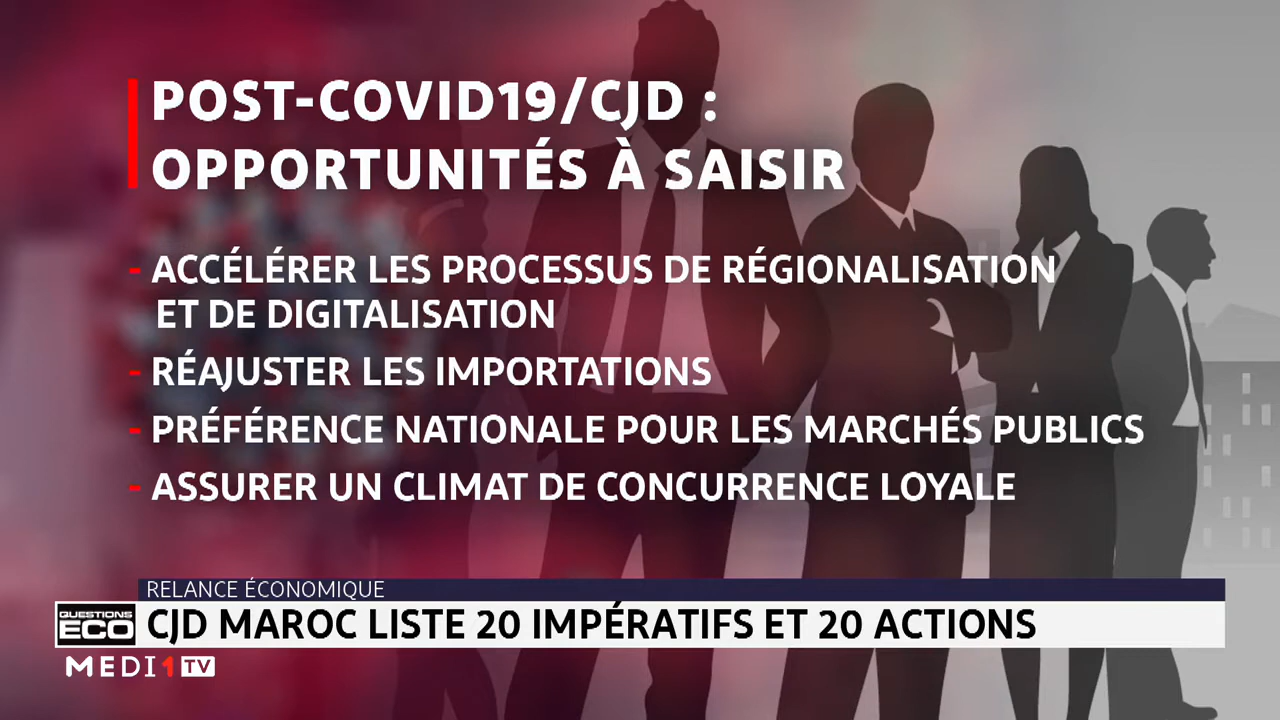 POST-COVID19/CJD :
OPPORTUNITÉS À SAISIR
- ACCÉLÉRER LES PROCESSUS DE RÉGIONALISATION
ET DE DIGITALISATION
- RÉAJUSTER LES IMPORTATIONS
- PRÉFÉRENCE NATIONALE POUR LES MARCHÉS PUBLICS
- ASSURER UN CLIMAT DE CONCURRENCE LOYALE
RELANCE ÉCONOMIQUE
QUESTIONS
ECO
CJD MAROC LISTE 20 IMPÉRATIFS ET 20 ACTIONS
MEDI1 TV